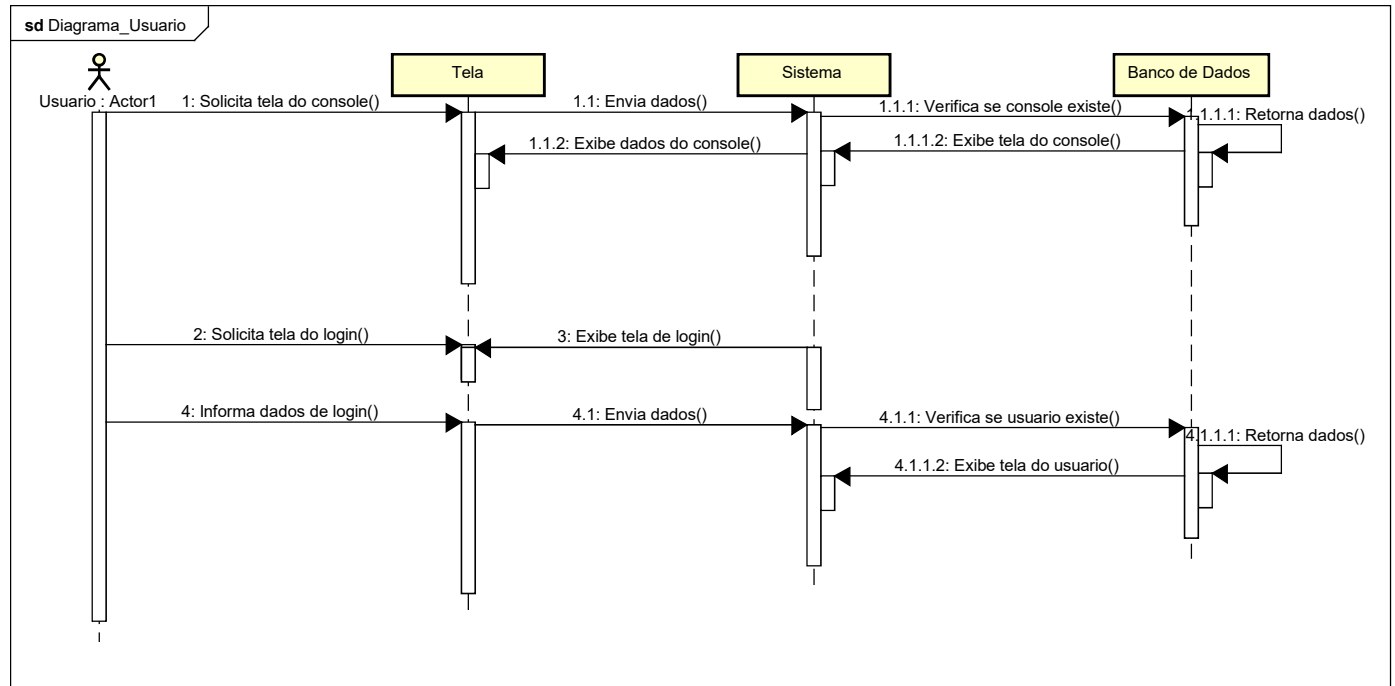 sd Diagrama_Usuario
Usuario : Actor1
Tela
Sistema
Banco de Dados
1: Solicita tela do console()
1.1: Envia dados()
1.1.1: Verifica se console existe()
1.1.1.1: Retorna dados()
1.1.2: Exibe dados do console()
1.1.1.2: Exibe tela do console()
2: Solicita tela do login()
3: Exibe tela de login()
4: Informa dados de login()
4.1: Envia dados()
4.1.1: Verifica se usuario existe()
4.1.1.1: Retorna dados()
4.1.1.2: Exibe tela do usuario()